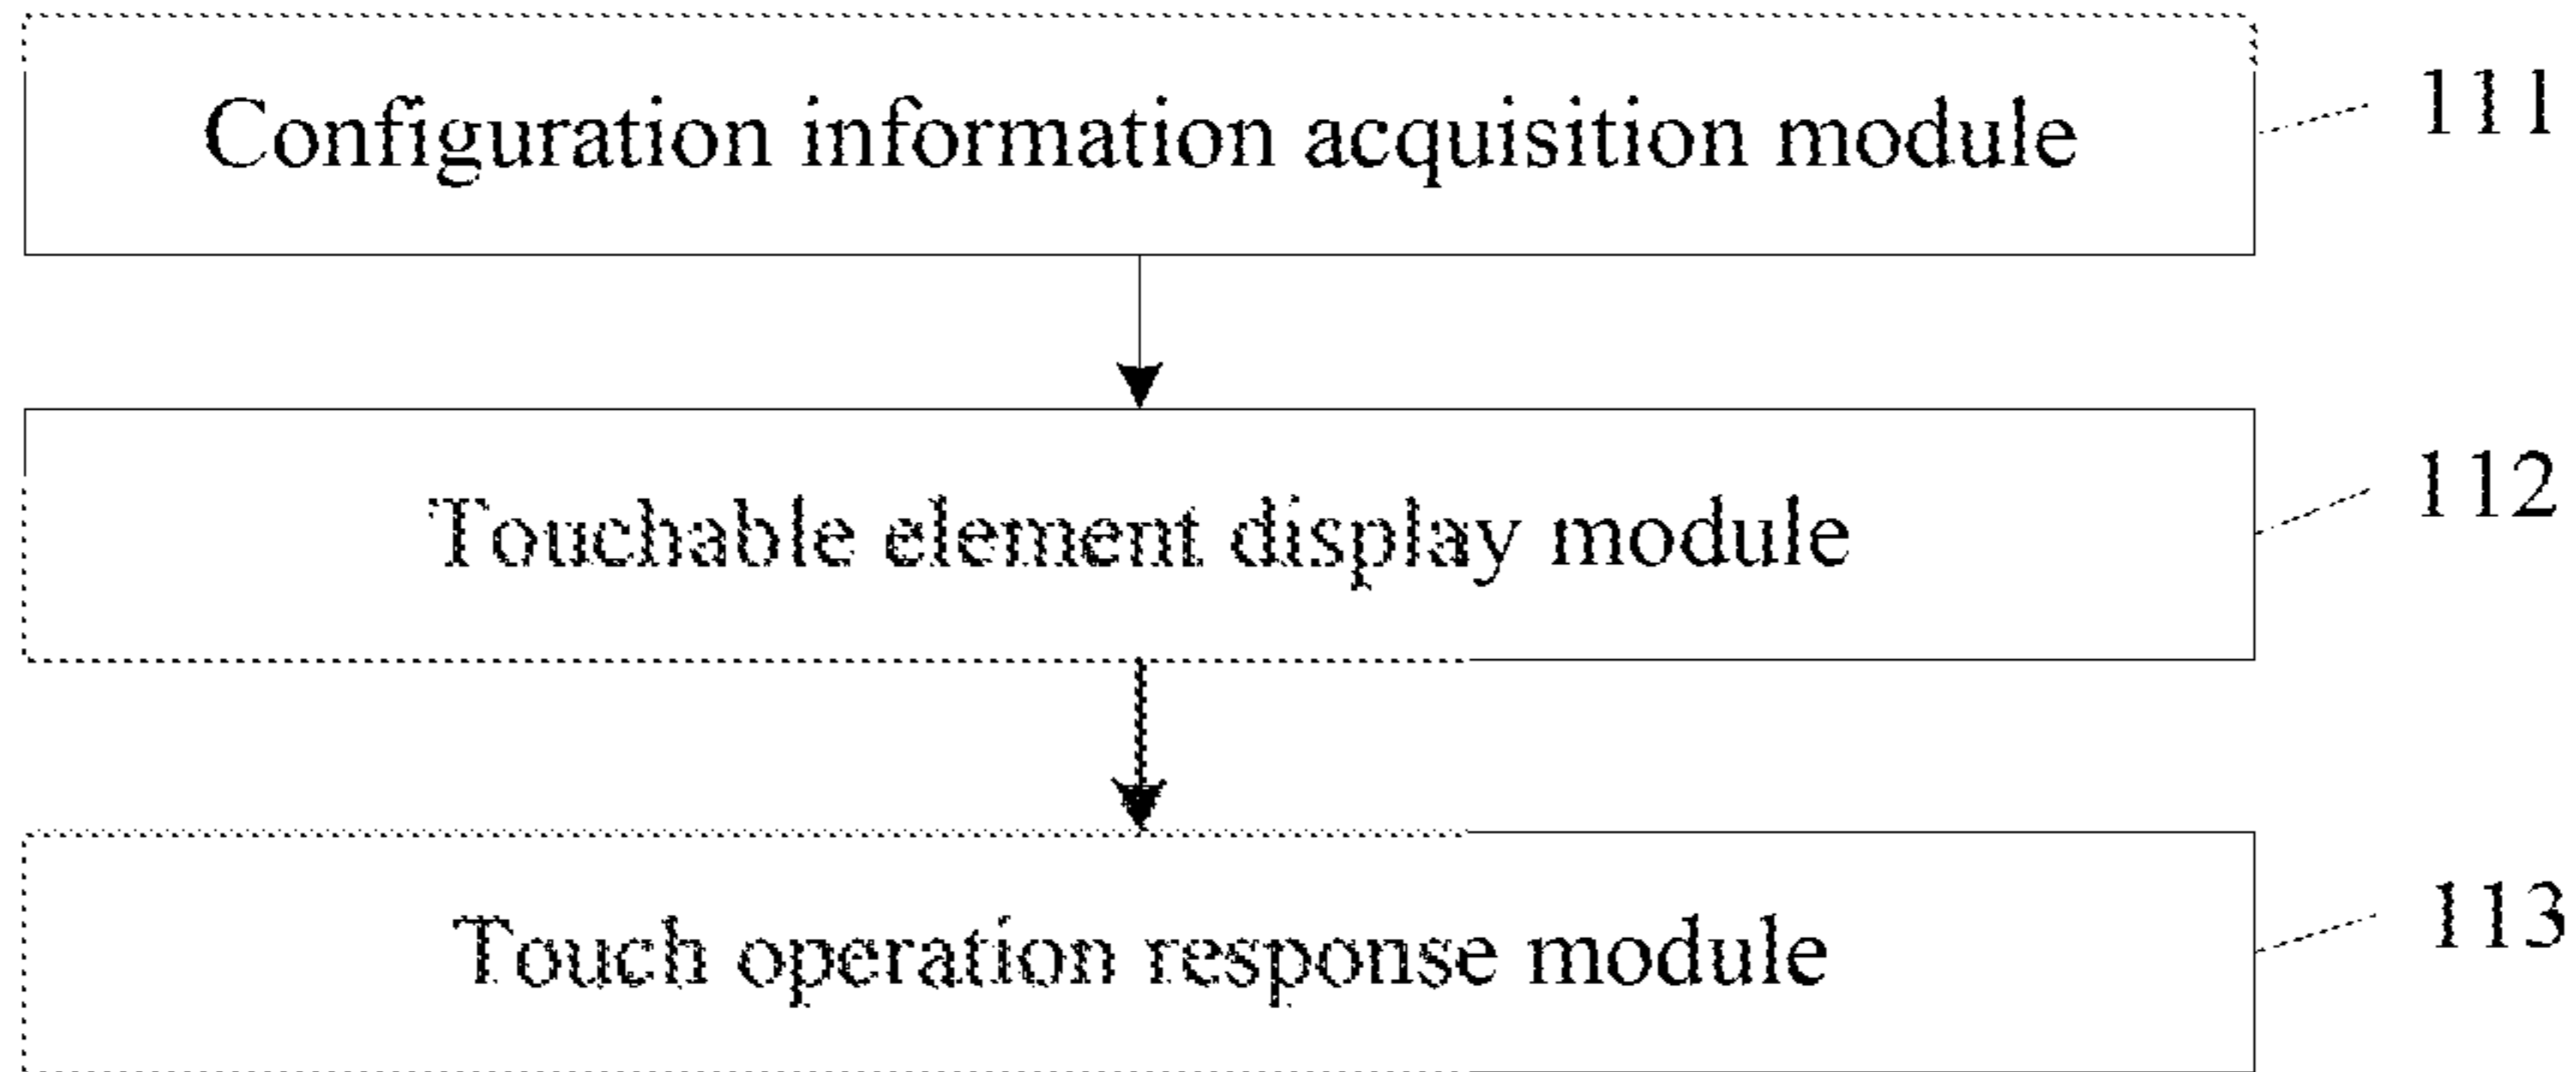 Configuration information acquisition module
111
Touchable element display module
112
Touch operation response module
113